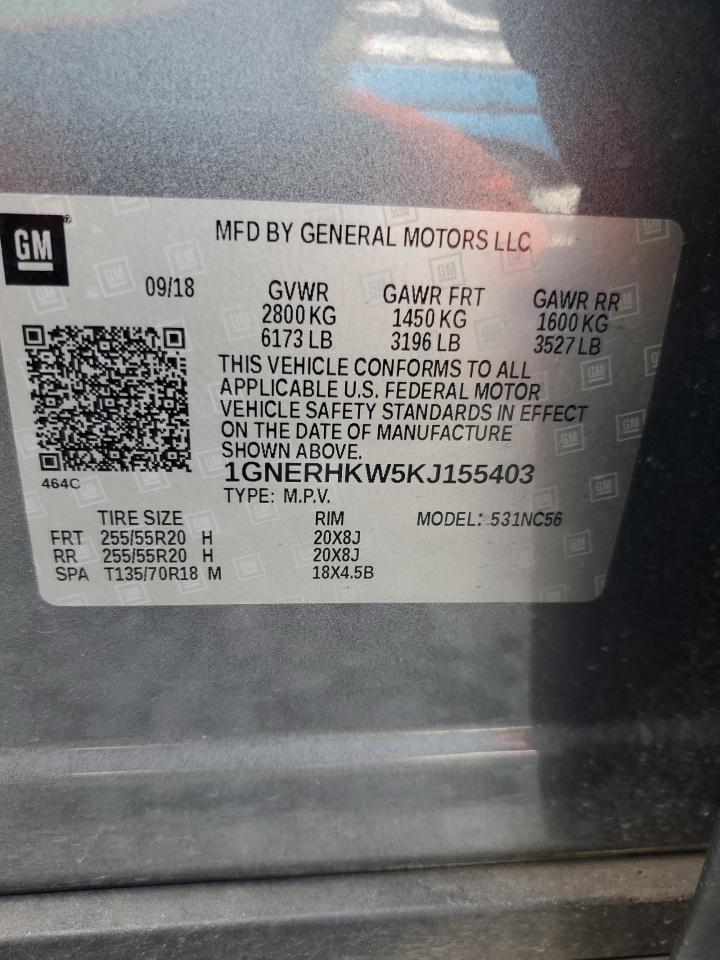 GM
MFD BY GENERAL MOTORS LLC
09/18 GVWR GAWR FRT GAWR RR
2800 KG 1450 KG 1600 KG
6173 LB 3196 LB 3527 LB
THIS VEHICLE CONFORMS TO ALL
APPLICABLE U.S. FEDERAL MOTOR
VEHICLE SAFETY STANDARDS IN EFFECT
ON THE DATE OF MANUFACTURE
SHOWN ABOVE.
464C
1GNERHKW5KJ155403
TYPE: M.P.V.
TIRE SIZE RIM MODEL: 531NC56
FRT 255/55R20 H 20X8J
RR 255/55R20 H 20X8J
SPA T135/70R18 M 18X4.5B